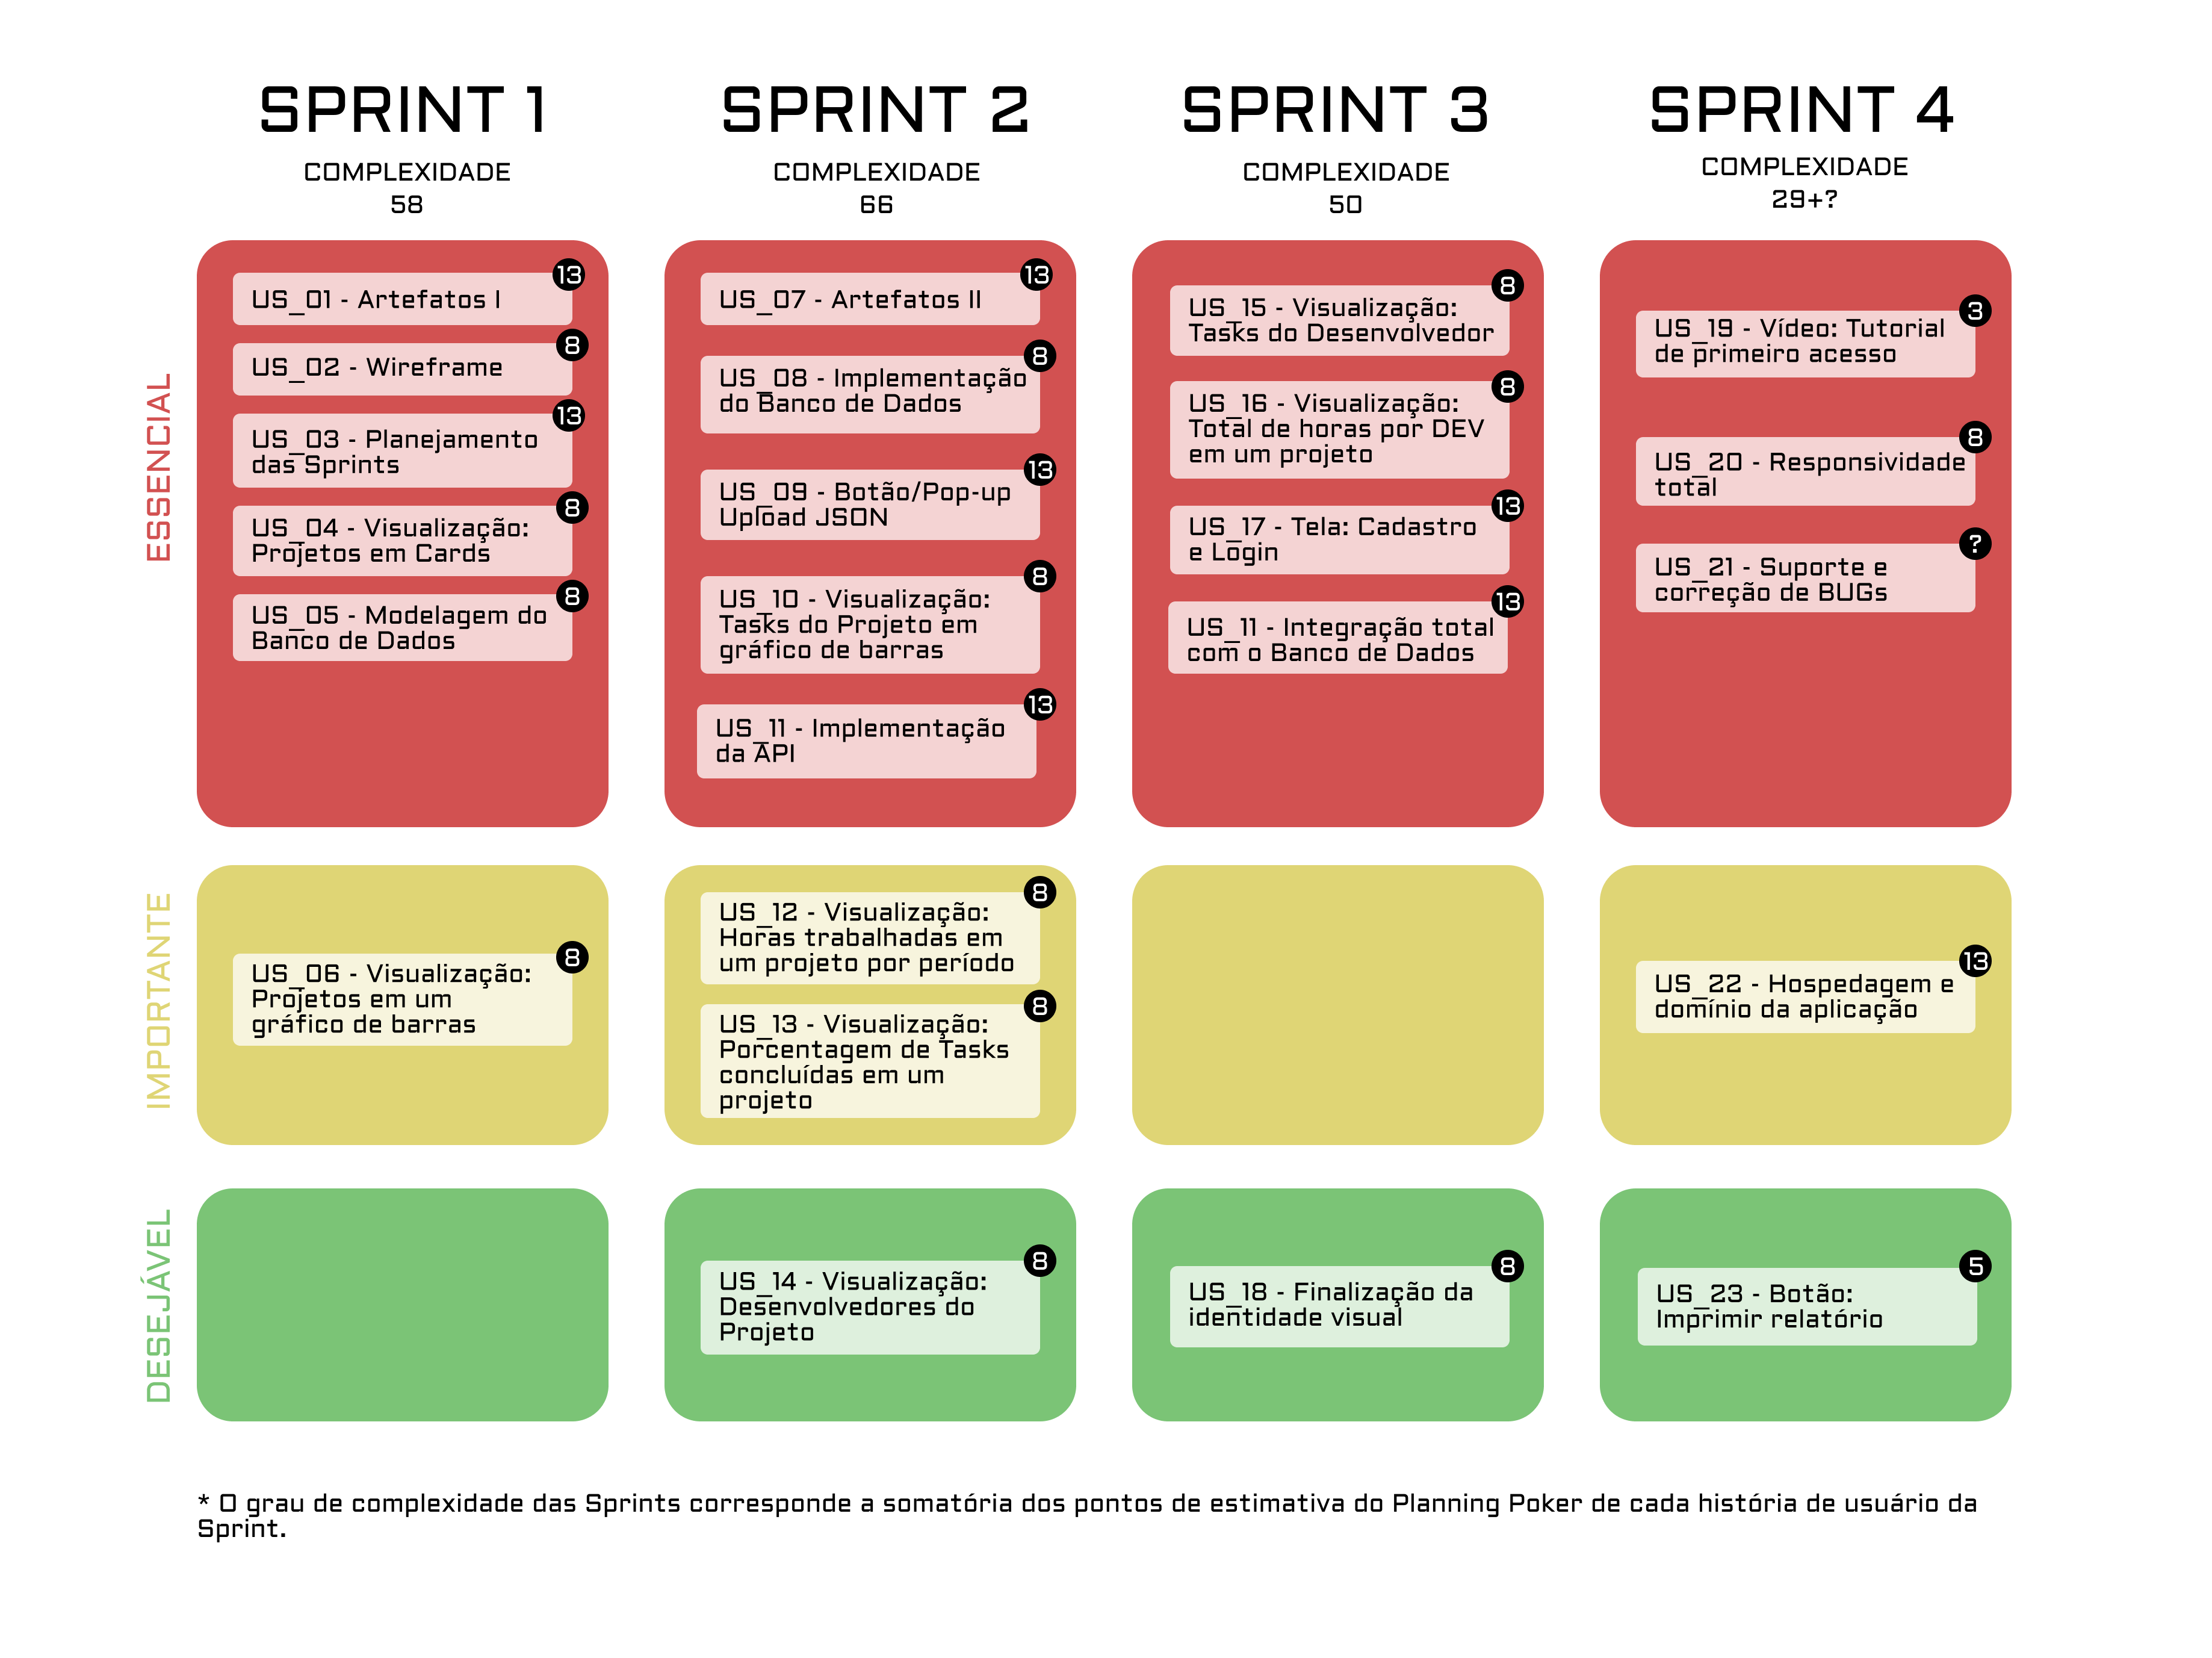 SPRINT 1
COMPLEXIDADE
58
SPRINT 2
COMPLEXIDADE
66
SPRINT 3
COMPLEXIDADE
50
SPRINT 4
COMPLEXIDADE
29+?
ESSENCIAL
13
US_01 - Artefatos I
8
US_02 - Wireframe
13
US_03 - Planejamento
das Sprints
8
US_04 - Visualização:
Projetos em Cards
8
US_05 - Modelagem do
Banco de Dados
13
US_07 - Artefatos II
8
US_08 - Implementação
do Banco de Dados
13
US_09 - Botão/Pop-up
Upload JSON
8
US_10 - Visualização:
Tasks do Projeto em
gráfico de barras
13
US_11 - Implementação
da API
8
US_15 - Visualização:
Tasks do Desenvolvedor
8
US_16 - Visualização:
Total de horas por DEV
em um projeto
13
US_17 - Tela: Cadastro
e Login
13
US_11 - Integração total
com o Banco de Dados
3
US_19 - Vídeo: Tutorial
de primeiro acesso
8
US_20 - Responsividade
total
?
US_21 - Suporte e
correção de BUGs
IMPORTANTE
8
US_06 - Visualização:
Projetos em um
gráfico de barras
8
US_12 - Visualização:
Horas trabalhadas em
um projeto por período
8
US_13 - Visualização:
Porcentagem de Tasks
concluídas em um
projeto
13
US_22 - Hospedagem e
domínio da aplicação
DESEJÁVEL
8
US_14 - Visualização:
Desenvolvedores do
Projeto
8
US_18 - Finalização da
identidade visual
5
US_23 - Botão:
Imprimir relatório
* O grau de complexidade das Sprints corresponde a somatória dos pontos de estimativa do Planning Poker de cada história de usuário da
Sprint.